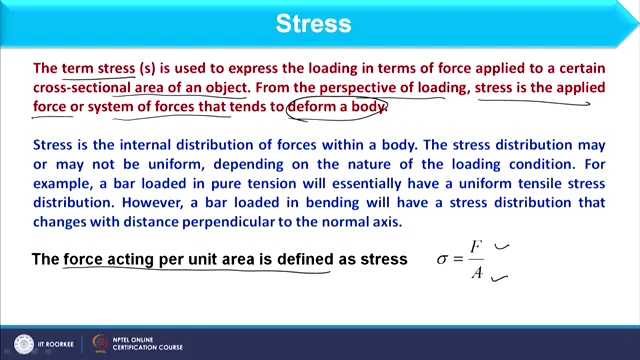 Stress
The term stress (s) is used to express the loading in terms of force applied to a certain
cross-sectional area of an object. From the perspective of loading, stress is the applied
force or system of forces that tends to deform a body.
Stress is the internal distribution of forces within a body. The stress distribution may
or may not be uniform, depending on the nature of the loading condition. For
example, a bar loaded in pure tension will essentially have a uniform tensile stress
distribution. However, a bar loaded in bending will have a stress distribution that
changes with distance perpendicular to the normal axis.
The force acting per unit area is defined as stress σ = F/A
IIT ROORKEE NPTEL ONLINE
CERTIFICATION COURSE